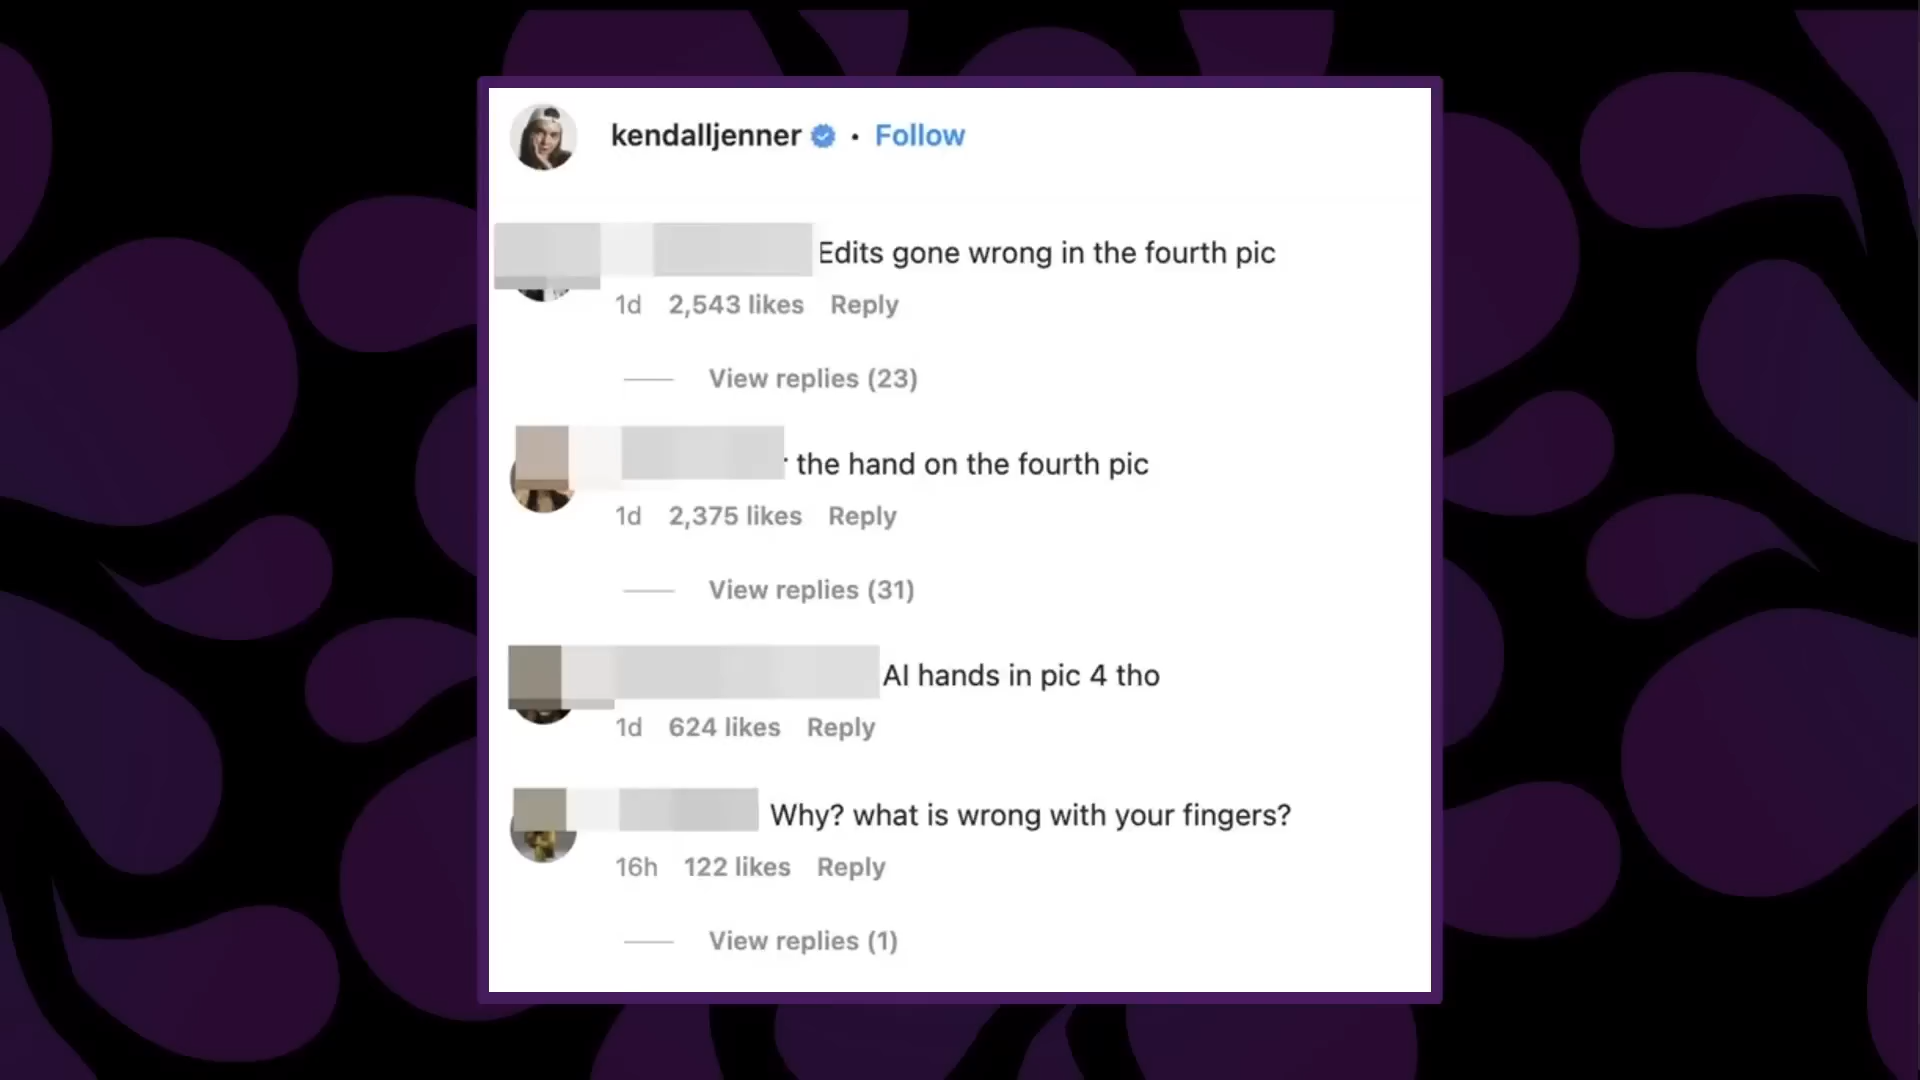 kendalljenner • Follow
Edits gone wrong in the fourth pic
1d 2,543 likes Reply
View replies (23)
the hand on the fourth pic
1d 2,375 likes Reply
View replies (31)
AI hands in pic 4 tho
1d 624 likes Reply
Why? what is wrong with your fingers?
16h 122 likes Reply
View replies (1)